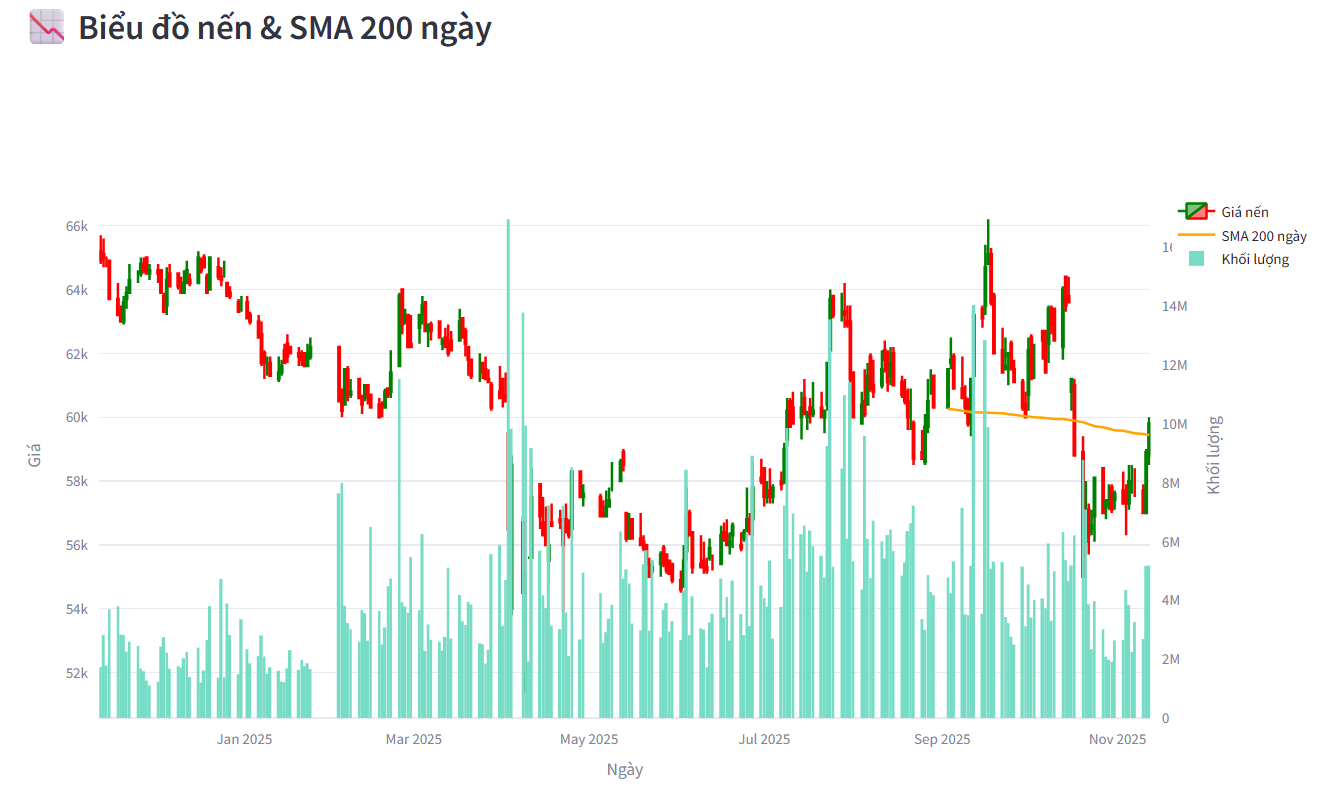 Biểu đồ nến & SMA 200 ngày
Giá nến
SMA 200 ngày
Khối lượng
66k
64k
62k
60k
58k
56k
54k
52k
Giá
14M
12M
10M
8M
6M
4M
2M
0
Khối lượng
Jan 2025
Mar 2025
May 2025
Jul 2025
Sep 2025
Nov 2025
Ngày